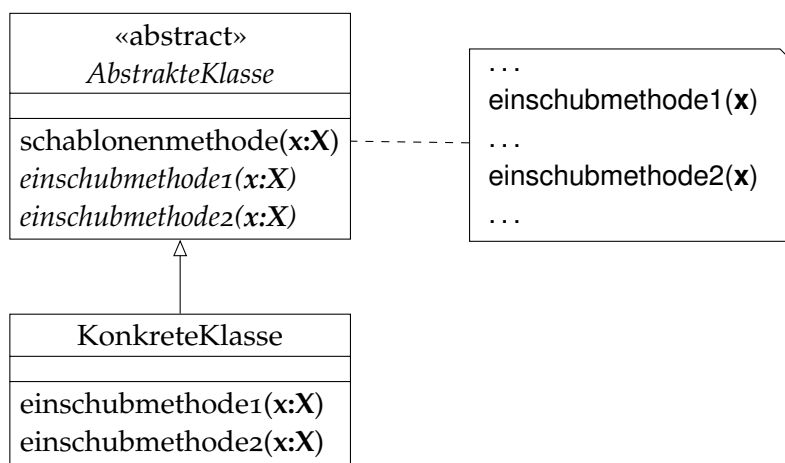 «abstract»
AbstrakteKlasse
schablonenmethode(x:X)
einschubmethode1(x:X)
einschubmethode2(x:X)
. . .
einschubmethode1(x)
. . .
einschubmethode2(x)
. . .
KonkreteKlasse
einschubmethode1(x:X)
einschubmethode2(x:X)